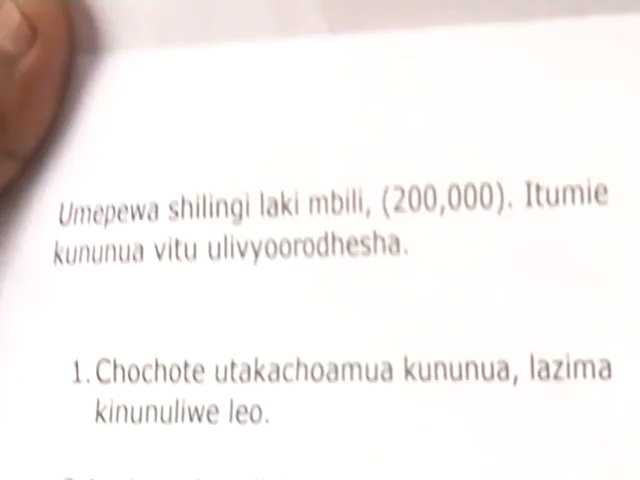 Umepewa shilingi laki mbili, (200,000). Itumie
kununua vitu ulivyoorodhesha.
1. Chochote utakachoamua kununua, lazima
kinunuliwe leo.